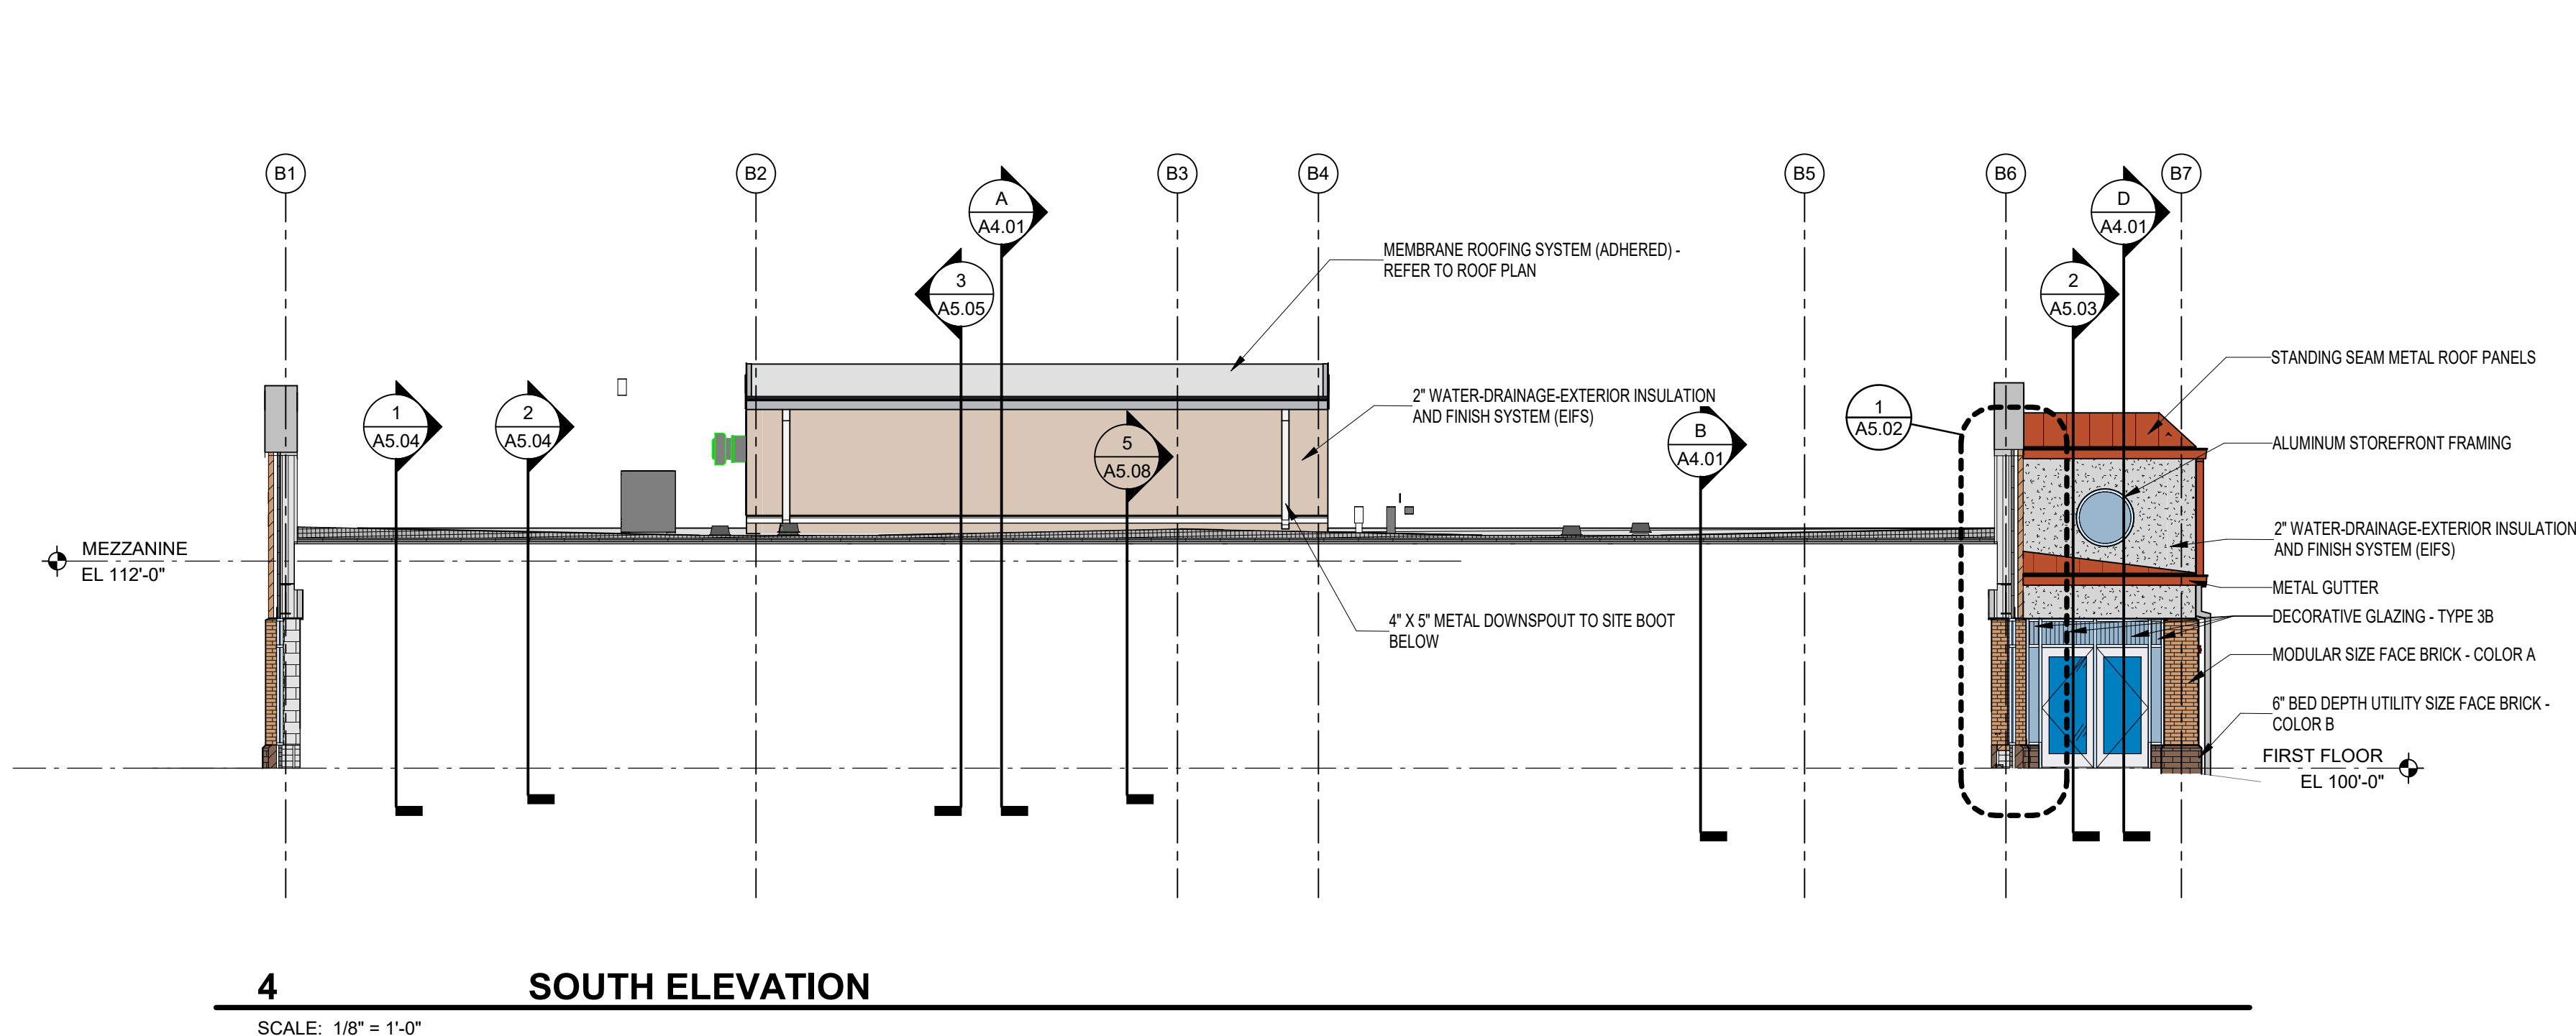 B1
B2
B3
B4
B5
B6
B7
A
A4.01
D
A4.01
3
A5.05
2
A5.03
MEMBRANE ROOFING SYSTEM (ADHERED) -
REFER TO ROOF PLAN
STANDING SEAM METAL ROOF PANELS
1
A5.04
2
A5.04
5
A5.08
2" WATER-DRAINAGE-EXTERIOR INSULATION
AND FINISH SYSTEM (EIFS)
B
A4.01
1
A5.02
ALUMINUM STOREFRONT FRAMING
2" WATER-DRAINAGE-EXTERIOR INSULATION
AND FINISH SYSTEM (EIFS)
MEZZANINE
EL 112'-0"
METAL GUTTER
4" X 5" METAL DOWNSPOUT TO SITE BOOT
BELOW
DECORATIVE GLAZING - TYPE 3B
MODULAR SIZE FACE BRICK - COLOR A
6" BED DEPTH UTILITY SIZE FACE BRICK -
COLOR B
FIRST FLOOR
EL 100'-0"
4 SOUTH ELEVATION
SCALE: 1/8" = 1'-0"